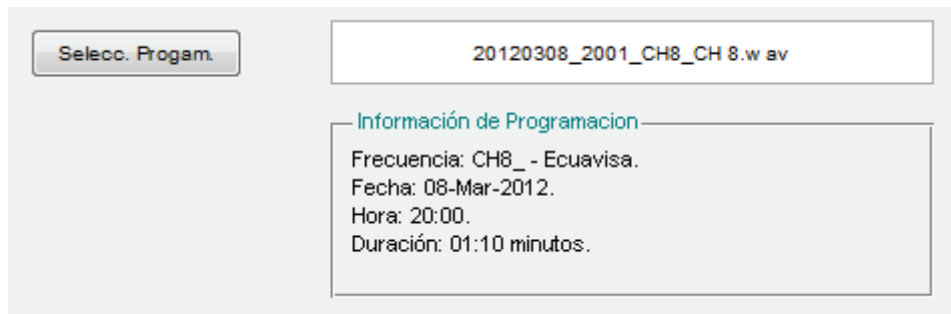 Selecc. Progam.
20120308_2001_CH8_CH 8.w av
Información de Programacion
Frecuencia: CH8_ - Ecuavisa.
Fecha: 08-Mar-2012.
Hora: 20:00.
Duración: 01:10 minutos.